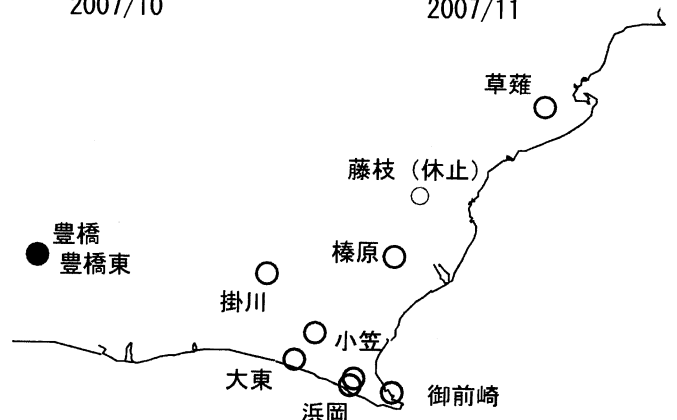 2007/10
2007/11
草薙
藤枝（休止）
豊橋
豊橋東
榛原
掛川
小笠
大東
御前崎
浜岡